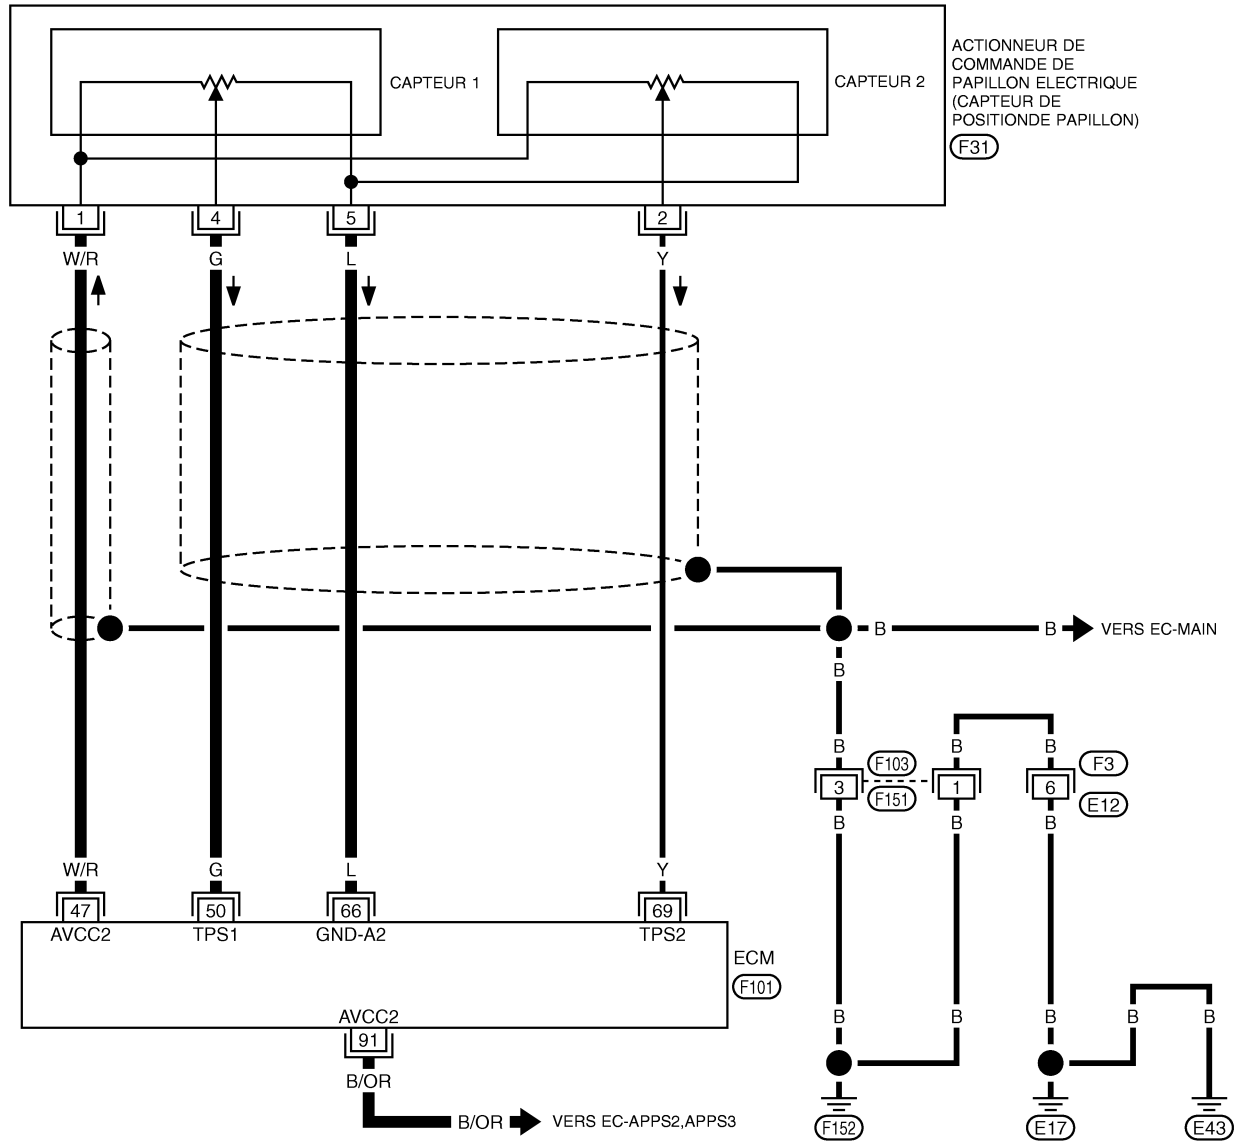 CAPTEUR 1
CAPTEUR 2
ACTIONNEUR DE
COMMANDE DE
PAPILLON ELECTRIQUE
(CAPTEUR DE
POSITIONDE PAPILLON)
F31
1
4
5
2
W/R
G
L
Y
B
B
VERS EC-MAIN
B
B
B
B
F103
F3
3
1
6
F151
E12
B
B
B
W/R
G
L
Y
47
50
66
69
AVCC2
TPS1
GND-A2
TPS2
ECM
F101
AVCC2
91
B
B
B
B
B
B/OR
B/OR
VERS EC-APPS2,APPS3
F152
E17
E43